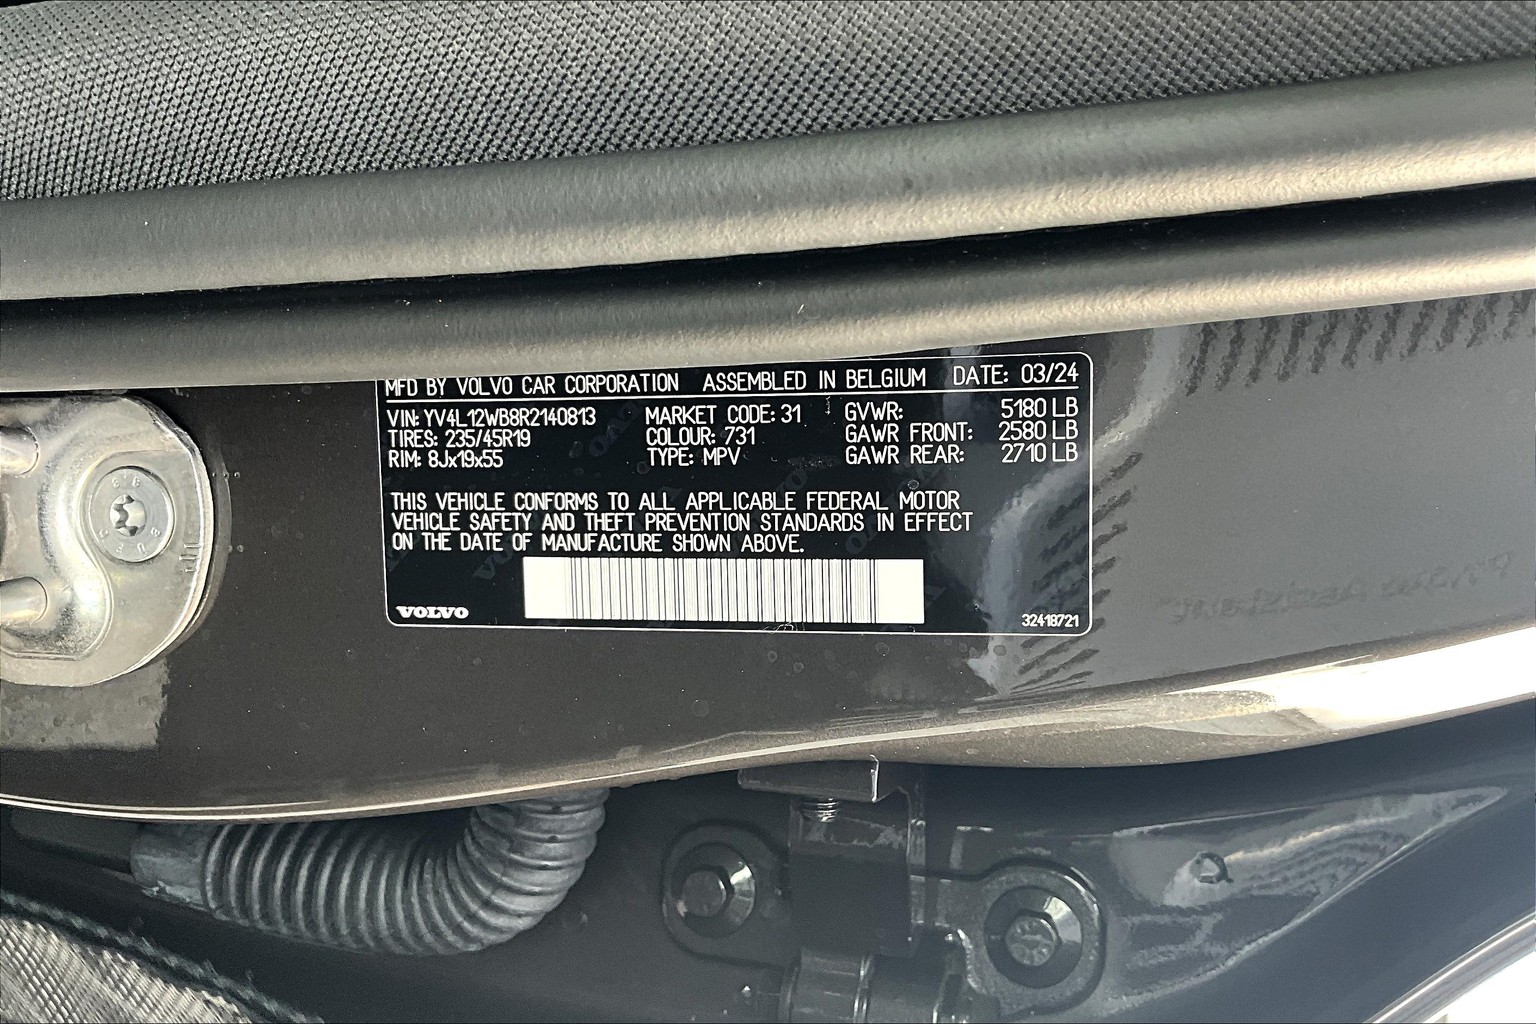 MFD BY VOLVO CAR CORPORATION ASSEMBLED IN BELGIUM DATE: 03/24
VIN: YV4L12WB8R2140813 MARKET CODE: 31 GVWR: 5180 LB
TIRES: 235/45R19 COLOUR: 731 GAWR FRONT: 2580 LB
RIM: 8Jx19x55 TYPE: MPV GAWR REAR: 2710 LB
THIS VEHICLE CONFORMS TO ALL APPLICABLE FEDERAL MOTOR
VEHICLE SAFETY AND THEFT PREVENTION STANDARDS IN EFFECT
ON THE DATE OF MANUFACTURE SHOWN ABOVE.
VOLVO
32418721